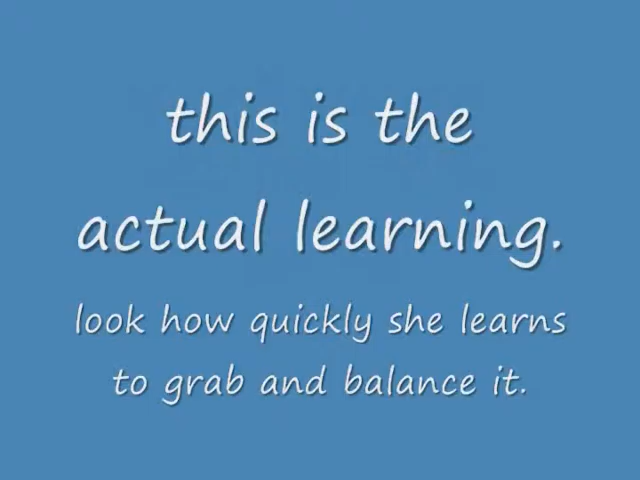 this is the
actual learning.
look how quickly she learns
to grab and balance it.